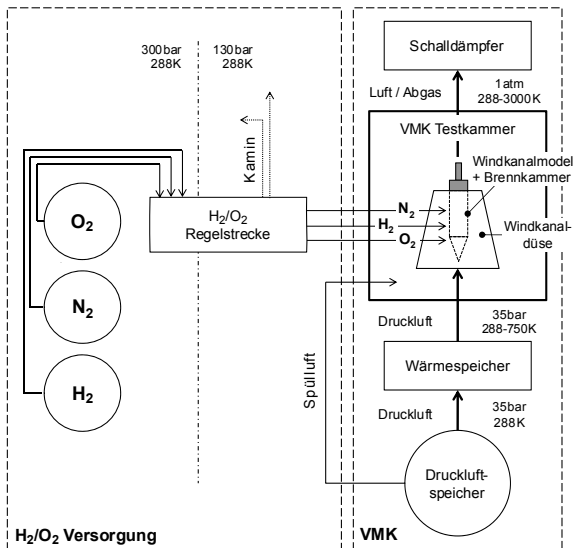 300bar
288K
130bar
288K
Kamin
O2
N2
H2
H2/O2
Regelstrecke
H2/O2 Versorgung
Schalldämpfer
Luft / Abgas
1atm
288-3000K
VMK Testkammer
Windkanalmodel
+ Brennkammer
N2
H2
O2
Windkanal-
düse
Druckluft
35bar
288-750K
Spülluft
Wärmespeicher
Druckluft
35bar
288K
Druckluft-
speicher
VMK